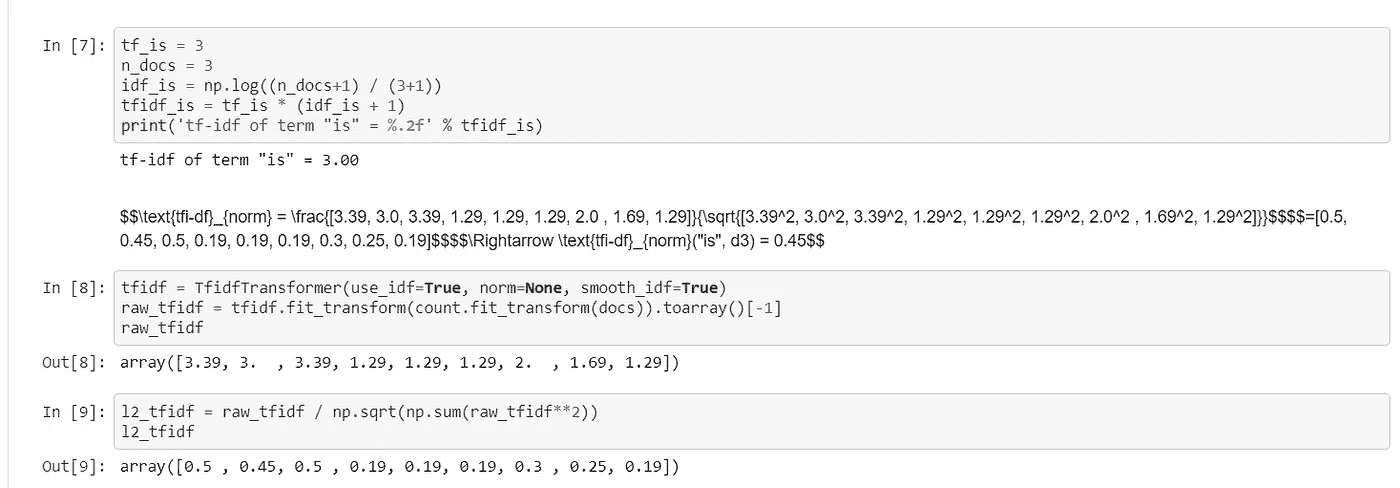 In [7]: tf_is = 3
n_docs = 3
idf_is = np.log((n_docs+1) / (3+1))
tfidf_is = tf_is * (idf_is + 1)
print('tf-idf of term "is" = %.2f' % tfidf_is)
tf-idf of term "is" = 3.00
$$\text{tfi-df}_{norm} = \frac{[3.39, 3.0, 3.39, 1.29, 1.29, 1.29, 2.0 , 1.69, 1.29]}{\sqrt{[3.39^2, 3.0^2, 3.39^2, 1.29^2, 1.29^2, 1.29^2, 2.0^2 , 1.69^2, 1.29^2]}}$$$$=[0.5,
0.45, 0.5, 0.19, 0.19, 0.19, 0.3, 0.25, 0.19]$$$$\Rightarrow \text{tfi-df}_{norm}("is", d3) = 0.45$$
In [8]: tfidf = TfidfTransformer(use_idf=True, norm=None, smooth_idf=True)
raw_tfidf = tfidf.fit_transform(count.fit_transform(docs)).toarray()[-1]
raw_tfidf
Out[8]: array([3.39, 3.  , 3.39, 1.29, 1.29, 1.29, 2.  , 1.69, 1.29])
In [9]: l2_tfidf = raw_tfidf / np.sqrt(np.sum(raw_tfidf**2))
l2_tfidf
Out[9]: array([0.5 , 0.45, 0.5 , 0.19, 0.19, 0.19, 0.3 , 0.25, 0.19])